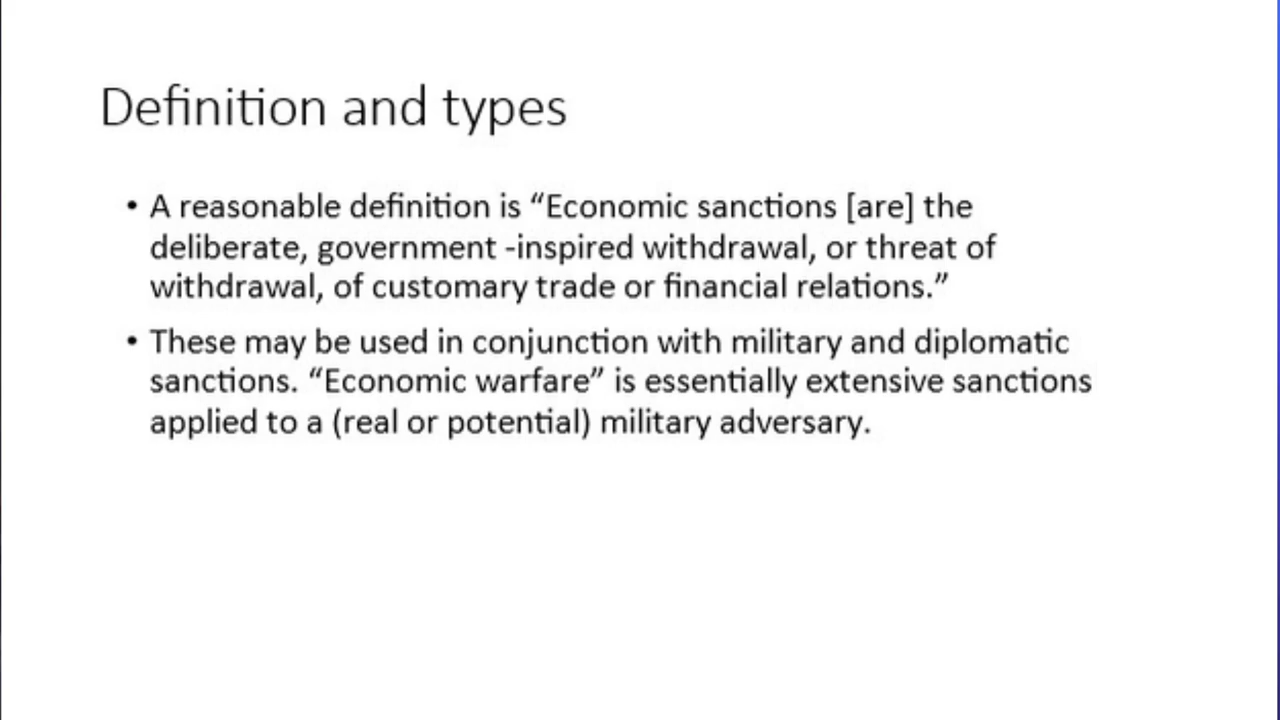 Definition and types
• A reasonable definition is “Economic sanctions [are] the
deliberate, government -inspired withdrawal, or threat of
withdrawal, of customary trade or financial relations.”
• These may be used in conjunction with military and diplomatic
sanctions. “Economic warfare” is essentially extensive sanctions
applied to a (real or potential) military adversary.